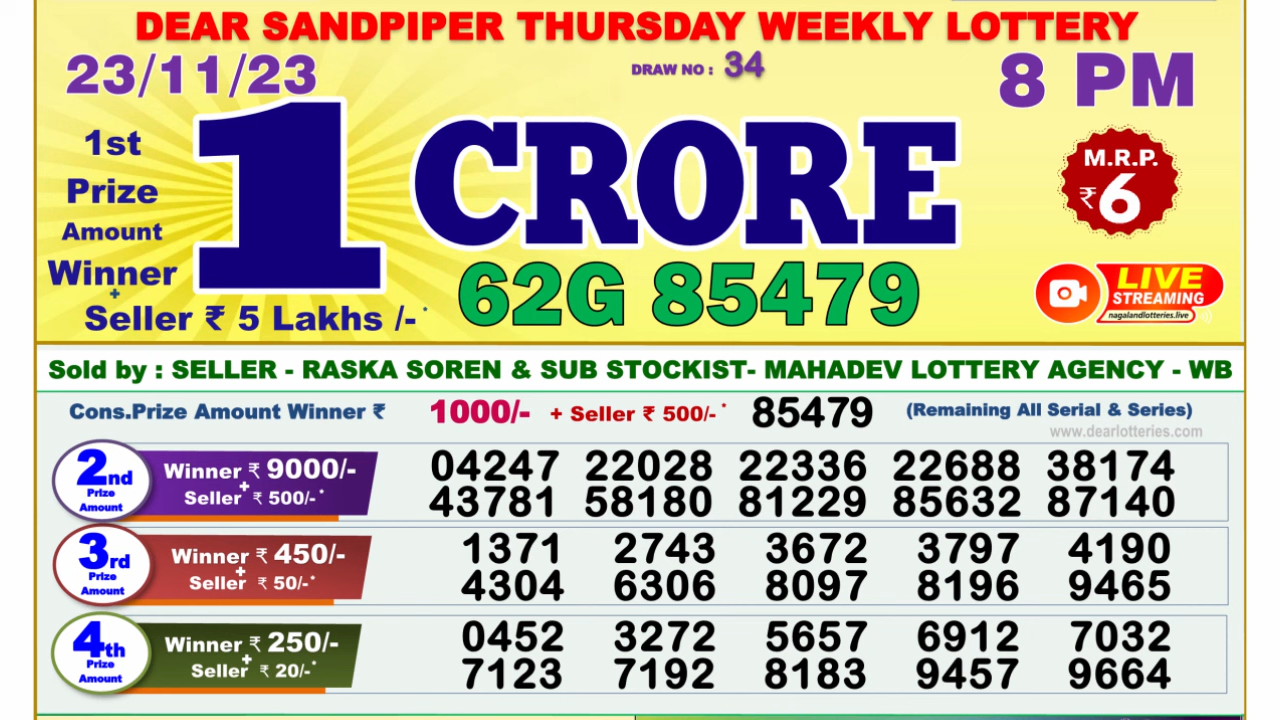 DEAR SANDPIPER THURSDAY WEEKLY LOTTERY
23/11/23
DRAW NO : 34
8 PM
1st
Prize
Amount
Winner
+
Seller ₹ 5 Lakhs /-*
1 CRORE
62G 85479
M.R.P.
₹6
LIVE
STREAMING
nagalandlotteries.live
Sold by : SELLER - RASKA SOREN & SUB STOCKIST- MAHADEV LOTTERY AGENCY - WB
Cons.Prize Amount Winner ₹ 1000/- + Seller ₹ 500/-* 85479 (Remaining All Serial & Series)
www.dearlotteries.com
2nd
Prize
Amount
Winner ₹ 9000/-
+
Seller ₹ 500/-*
04247 22028 22336 22688 38174
43781 58180 81229 85632 87140
3rd
Prize
Amount
Winner ₹ 450/-
+
Seller ₹ 50/-*
1371 2743 3672 3797 4190
4304 6306 8097 8196 9465
4th
Prize
Amount
Winner ₹ 250/-
+
Seller ₹ 20/-*
0452 3272 5657 6912 7032
7123 7192 8183 9457 9664